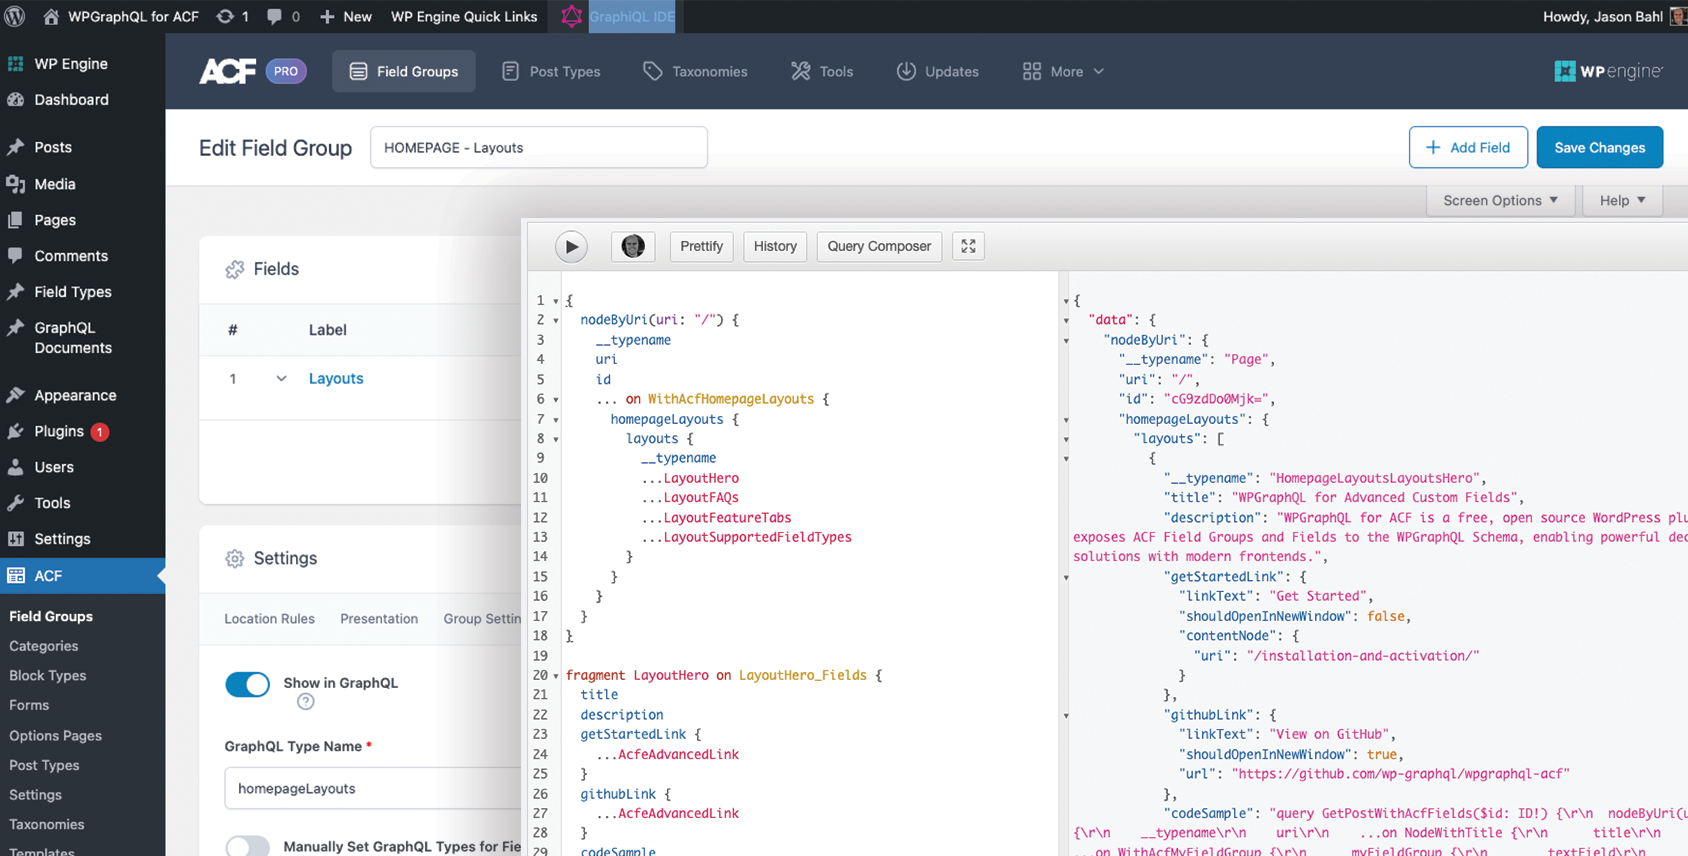 WPGraphQL for ACF 1 0 New WP Engine Quick Links GraphiQL IDE Howdy, Jason Bahl
WP Engine
Dashboard
Posts
Media
Pages
Comments
Field Types
GraphQL
Documents
Appearance
Plugins 1
Users
Tools
Settings
ACF
Field Groups
Categories
Block Types
Forms
Options Pages
Post Types
Settings
Taxonomies
Templates
ACF PRO Field Groups Post Types Taxonomies Tools Updates More WP engine
Edit Field Group HOMEPAGE - Layouts + Add Field Save Changes
Screen Options Help
Fields
# Label
1 Layouts
Settings
Location Rules Presentation Group Settin
Show in GraphQL
?
GraphQL Type Name *
homepageLayouts
Manually Set GraphQL Types for Fie
Prettify History Query Composer
1 {
2 nodeByUri(uri: "/") {
3 __typename
4 uri
5 id
6 ... on WithAcfHomepageLayouts {
7 homepageLayouts {
8 layouts {
9 __typename
10 ...LayoutHero
11 ...LayoutFAQs
12 ...LayoutFeatureTabs
13 ...LayoutSupportedFieldTypes
14 }
15 }
16 }
17 }
18 }
19
20 fragment LayoutHero on LayoutHero_Fields {
21 title
22 description
23 getStartedLink {
24 ...AcfeAdvancedLink
25 }
26 githubLink {
27 ...AcfeAdvancedLink
28 }
29 codeSample
{
"data": {
"nodeByUri": {
"__typename": "Page",
"uri": "/",
"id": "cG9zdDo0Mjk=",
"homepageLayouts": {
"layouts": [
{
"__typename": "HomepageLayoutsLayoutsHero",
"title": "WPGraphQL for Advanced Custom Fields",
"description": "WPGraphQL for ACF is a free, open source WordPress plu
exposes ACF Field Groups and Fields to the WPGraphQL Schema, enabling powerful dec
solutions with modern frontends.",
"getStartedLink": {
"linkText": "Get Started",
"shouldOpenInNewWindow": false,
"contentNode": {
"uri": "/installation-and-activation/"
}
},
"githubLink": {
"linkText": "View on GitHub",
"shouldOpenInNewWindow": true,
"url": "https://github.com/wp-graphql/wpgraphql-acf"
},
"codeSample": "query GetPostWithAcfFields($id: ID!) {\r\n nodeByUri(u
{\r\n __typename\r\n uri\r\n ...on NodeWithTitle {\r\n title\r\n
...on WithAcfMyFieldGroup {\r\n myFieldGroup {\r\n textField\r\n